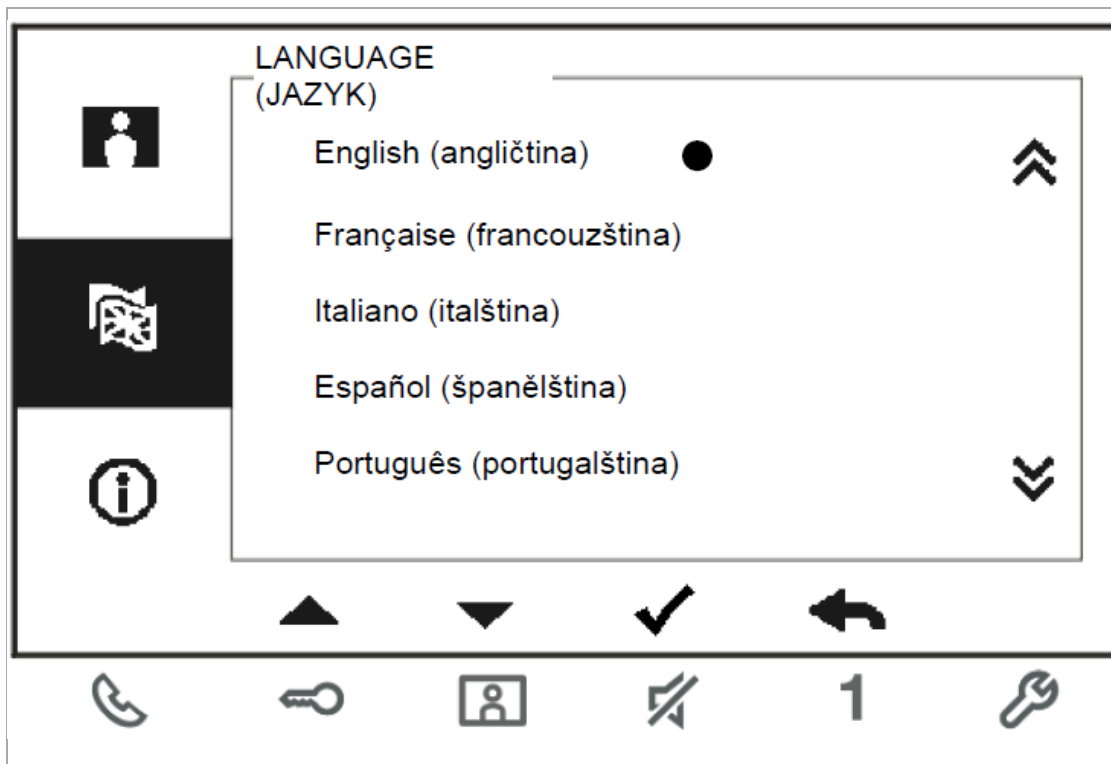 LANGUAGE
(JAZYK)
English (angličtina)
Française (francouzština)
Italiano (italština)
Español (španělština)
Português (portugalština)
1